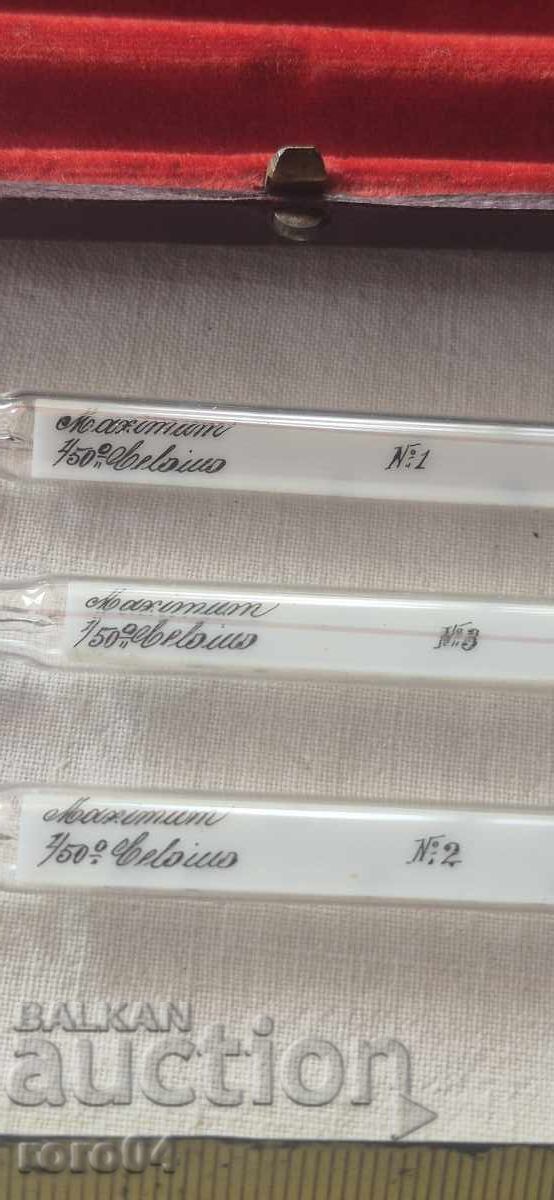 Maximum
1/50° Celsius
No 1
Maximum
1/50° Celsius
No 3
Maximum
1/50° Celsius
No 2
BALKAN
auction
roro04